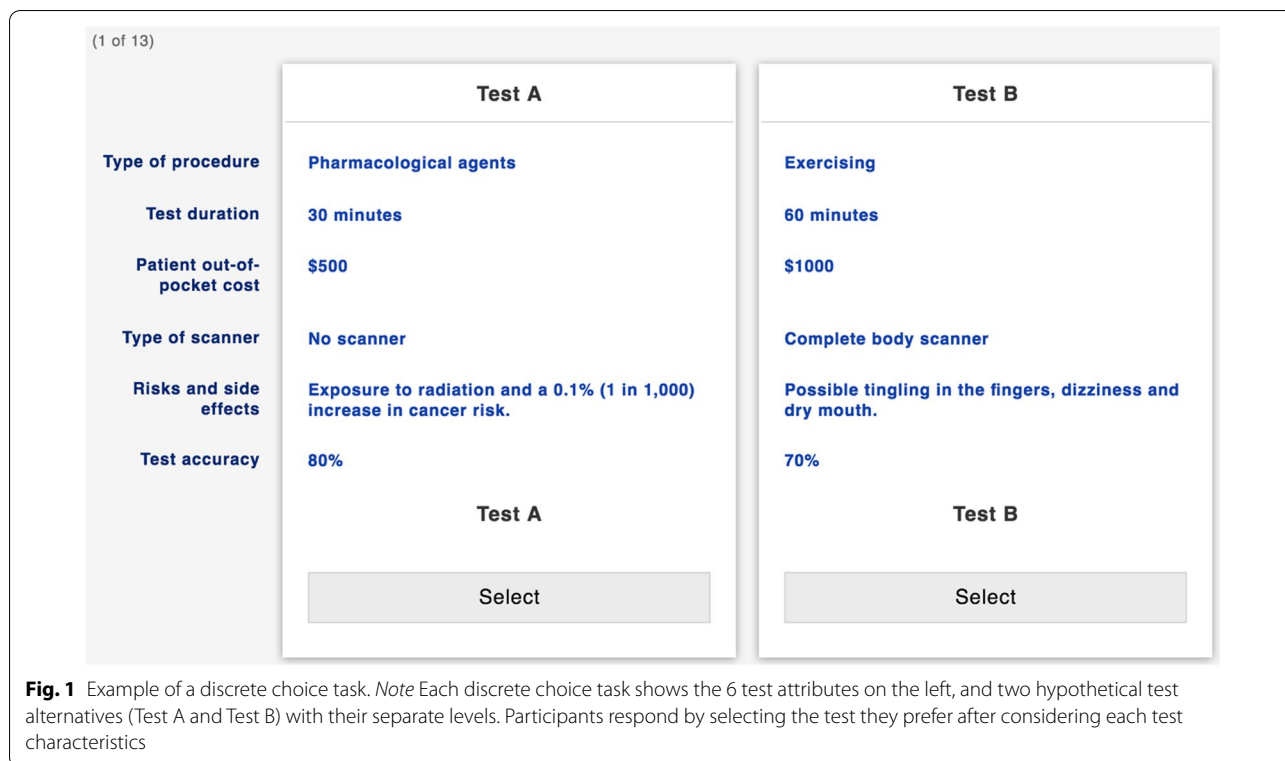 (1 of 13)
Test A
Test B
Type of procedure
Pharmacological agents
Exercising
Test duration
30 minutes
60 minutes
Patient out-of-
pocket cost
$500
$1000
Type of scanner
No scanner
Complete body scanner
Risks and side
effects
Exposure to radiation and a 0.1% (1 in 1,000)
increase in cancer risk.
Possible tingling in the fingers, dizziness and
dry mouth.
Test accuracy
80%
70%
Test A
Test B
Select
Select
Fig. 1 Example of a discrete choice task. Note Each discrete choice task shows the 6 test attributes on the left, and two hypothetical test
alternatives (Test A and Test B) with their separate levels. Participants respond by selecting the test they prefer after considering each test
characteristics